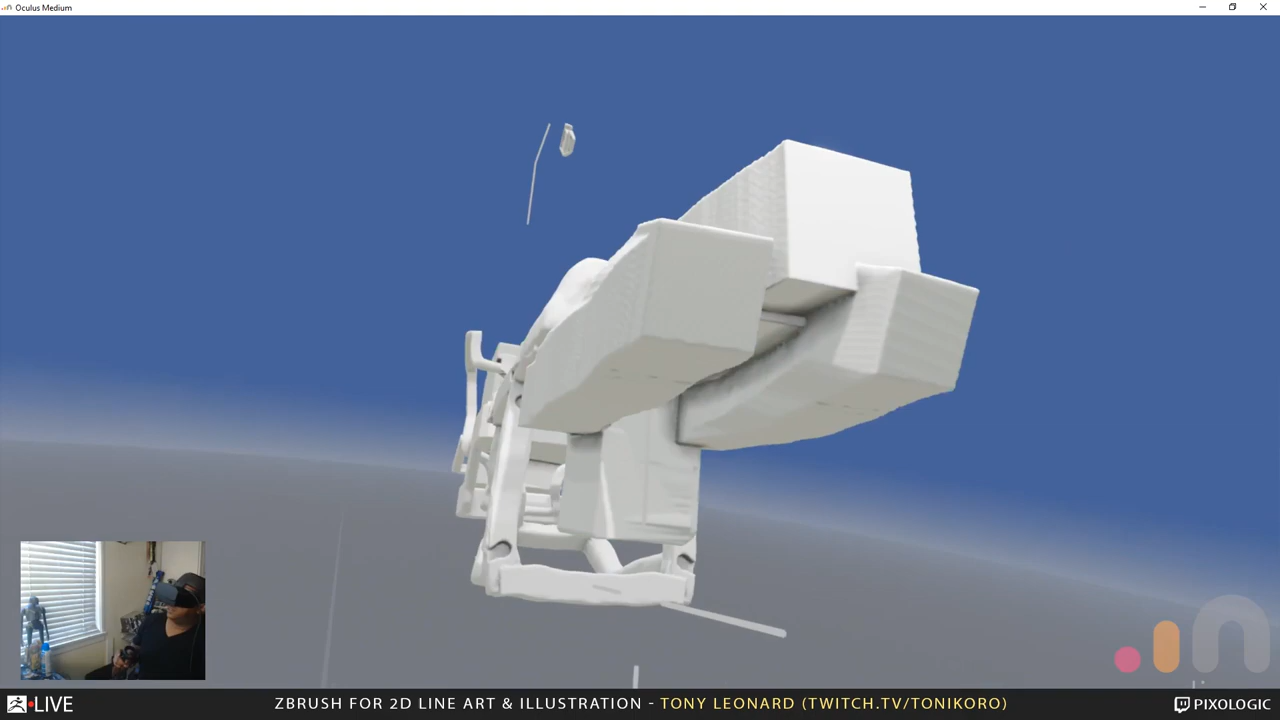 Oculus Medium
LIVE
ZBRUSH FOR 2D LINE ART & ILLUSTRATION - TONY LEONARD (TWITCH.TV/TONIKORO)
PIXOLOGIC